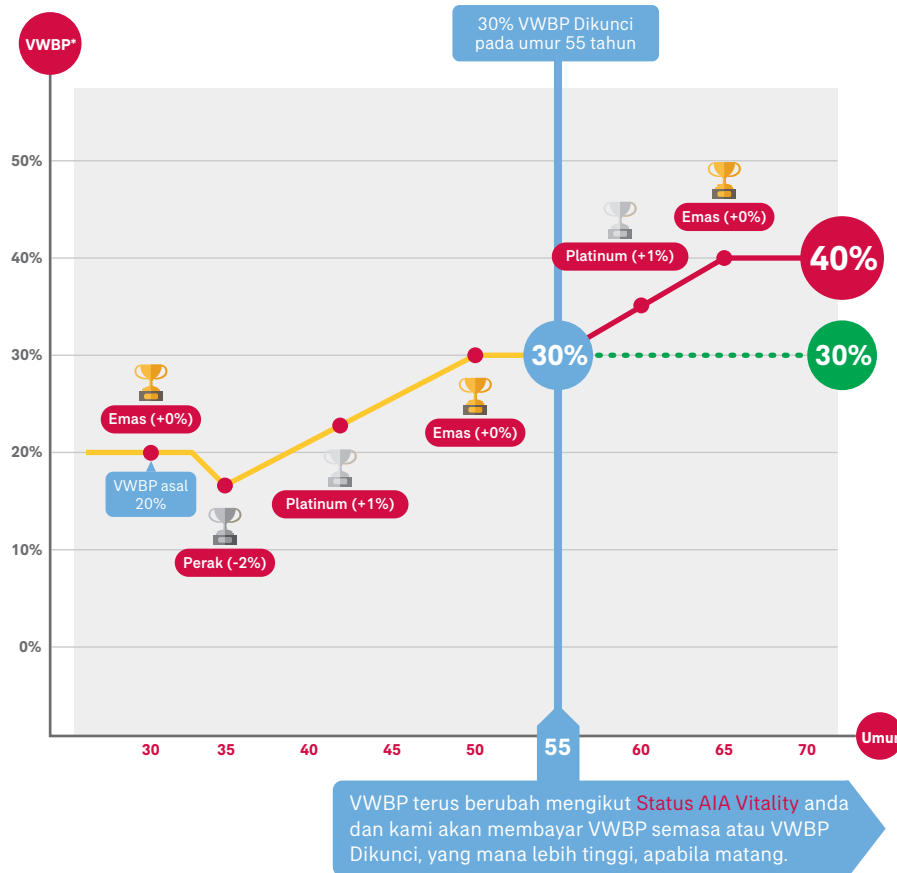 VWBP*
30% VWBP Dikunci
pada umur 55 tahun
50%
40%
30%
20%
10%
0%
Emas (+0%)
VWBP asal
20%
Perak (-2%)
Platinum (+1%)
Emas (+0%)
30%
Platinum (+1%)
Emas (+0%)
40%
30%
30
35
40
45
50
55
60
65
70
Umur
VWBP terus berubah mengikut Status AIA Vitality anda
dan kami akan membayar VWBP semasa atau VWBP
Dikunci, yang mana lebih tinggi, apabila matang.